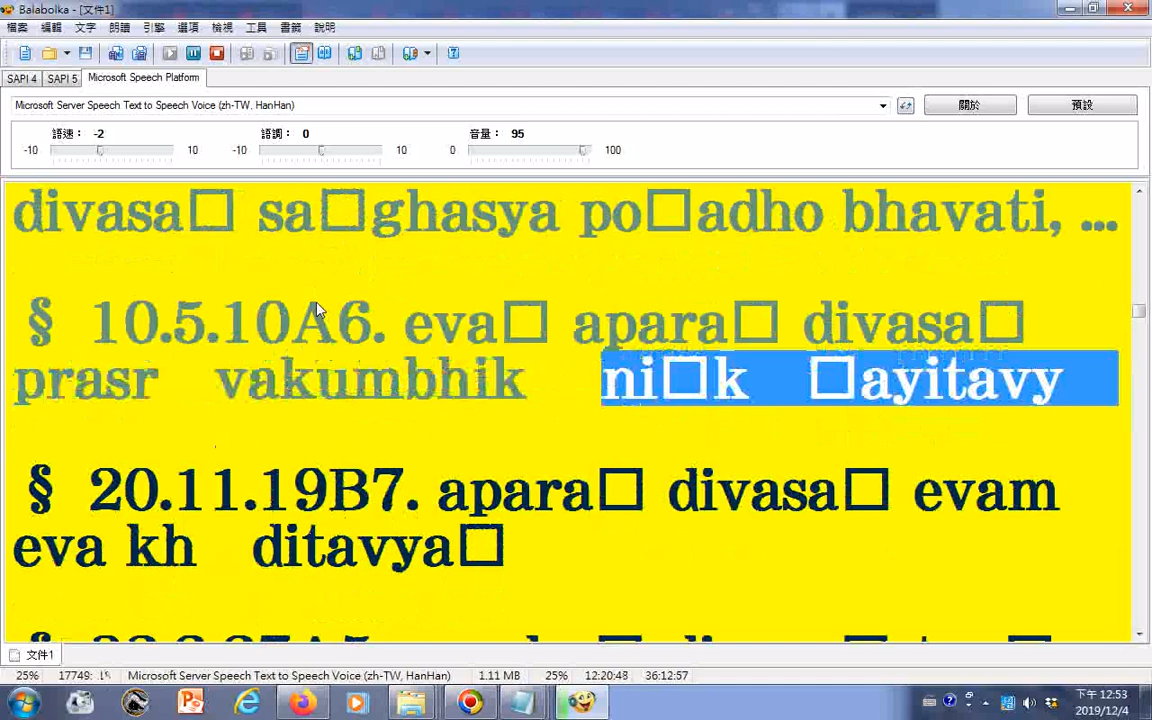 Balabolka - [文件1]
檔案 編輯 文字 朗讀 引擎 選項 檢視 工具 書籤 說明
SAPI 4 SAPI 5 Microsoft Speech Platform
Microsoft Server Speech Text to Speech Voice (zh-TW, HanHan) 關於 預設
語速： -2 語調： 0 音量： 95
-10 10 -10 10 0 100
divasa□ sa□ghasya po□adho bhavati, ...
§ 10.5.10A6. eva□ apara□ divasa□
prasr vakumbhik ni□k □ayitavy
§ 20.11.19B7. apara□ divasa□ evam
eva kh ditavya□
文件1
25% 17749: Microsoft Server Speech Text to Speech Voice (zh-TW, HanHan) 1.11 MB 25% 12:20:48 36:12:57
下午 12:53
2019/12/4